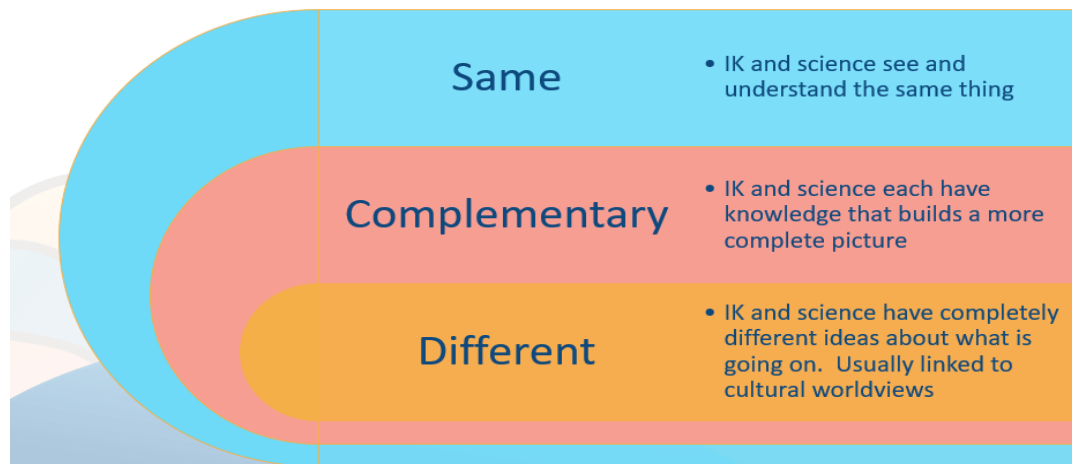 Same
• IK and science see and
understand the same thing
Complementary
• IK and science each have
knowledge that builds a more
complete picture
Different
• IK and science have completely
different ideas about what is
going on.  Usually linked to
cultural worldviews